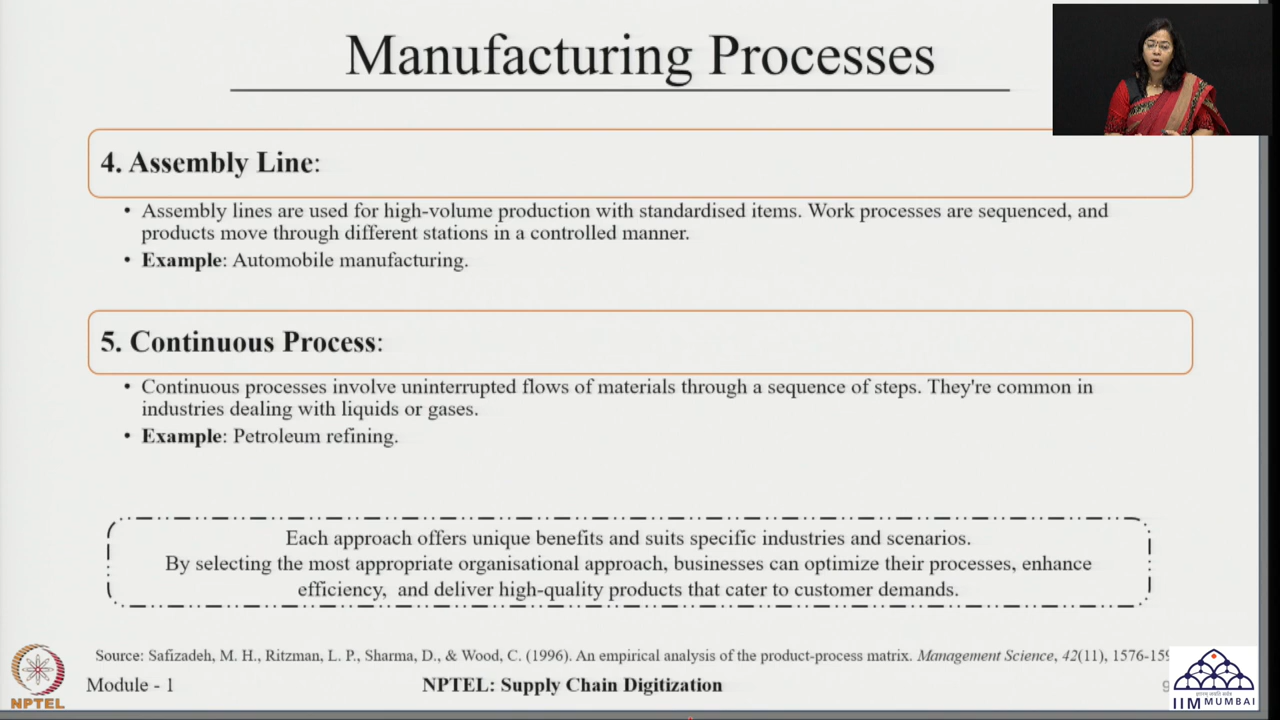 Manufacturing Processes
4. Assembly Line:
• Assembly lines are used for high-volume production with standardised items. Work processes are sequenced, and
products move through different stations in a controlled manner.
• Example: Automobile manufacturing.
5. Continuous Process:
• Continuous processes involve uninterrupted flows of materials through a sequence of steps. They're common in
industries dealing with liquids or gases.
• Example: Petroleum refining.
Each approach offers unique benefits and suits specific industries and scenarios.
By selecting the most appropriate organisational approach, businesses can optimize their processes, enhance
efficiency, and deliver high-quality products that cater to customer demands.
Source: Safizadeh, M. H., Ritzman, L. P., Sharma, D., & Wood, C. (1996). An empirical analysis of the product-process matrix. Management Science, 42(11), 1576-159
NPTEL
Module - 1
NPTEL: Supply Chain Digitization
9
IIM MUMBAI